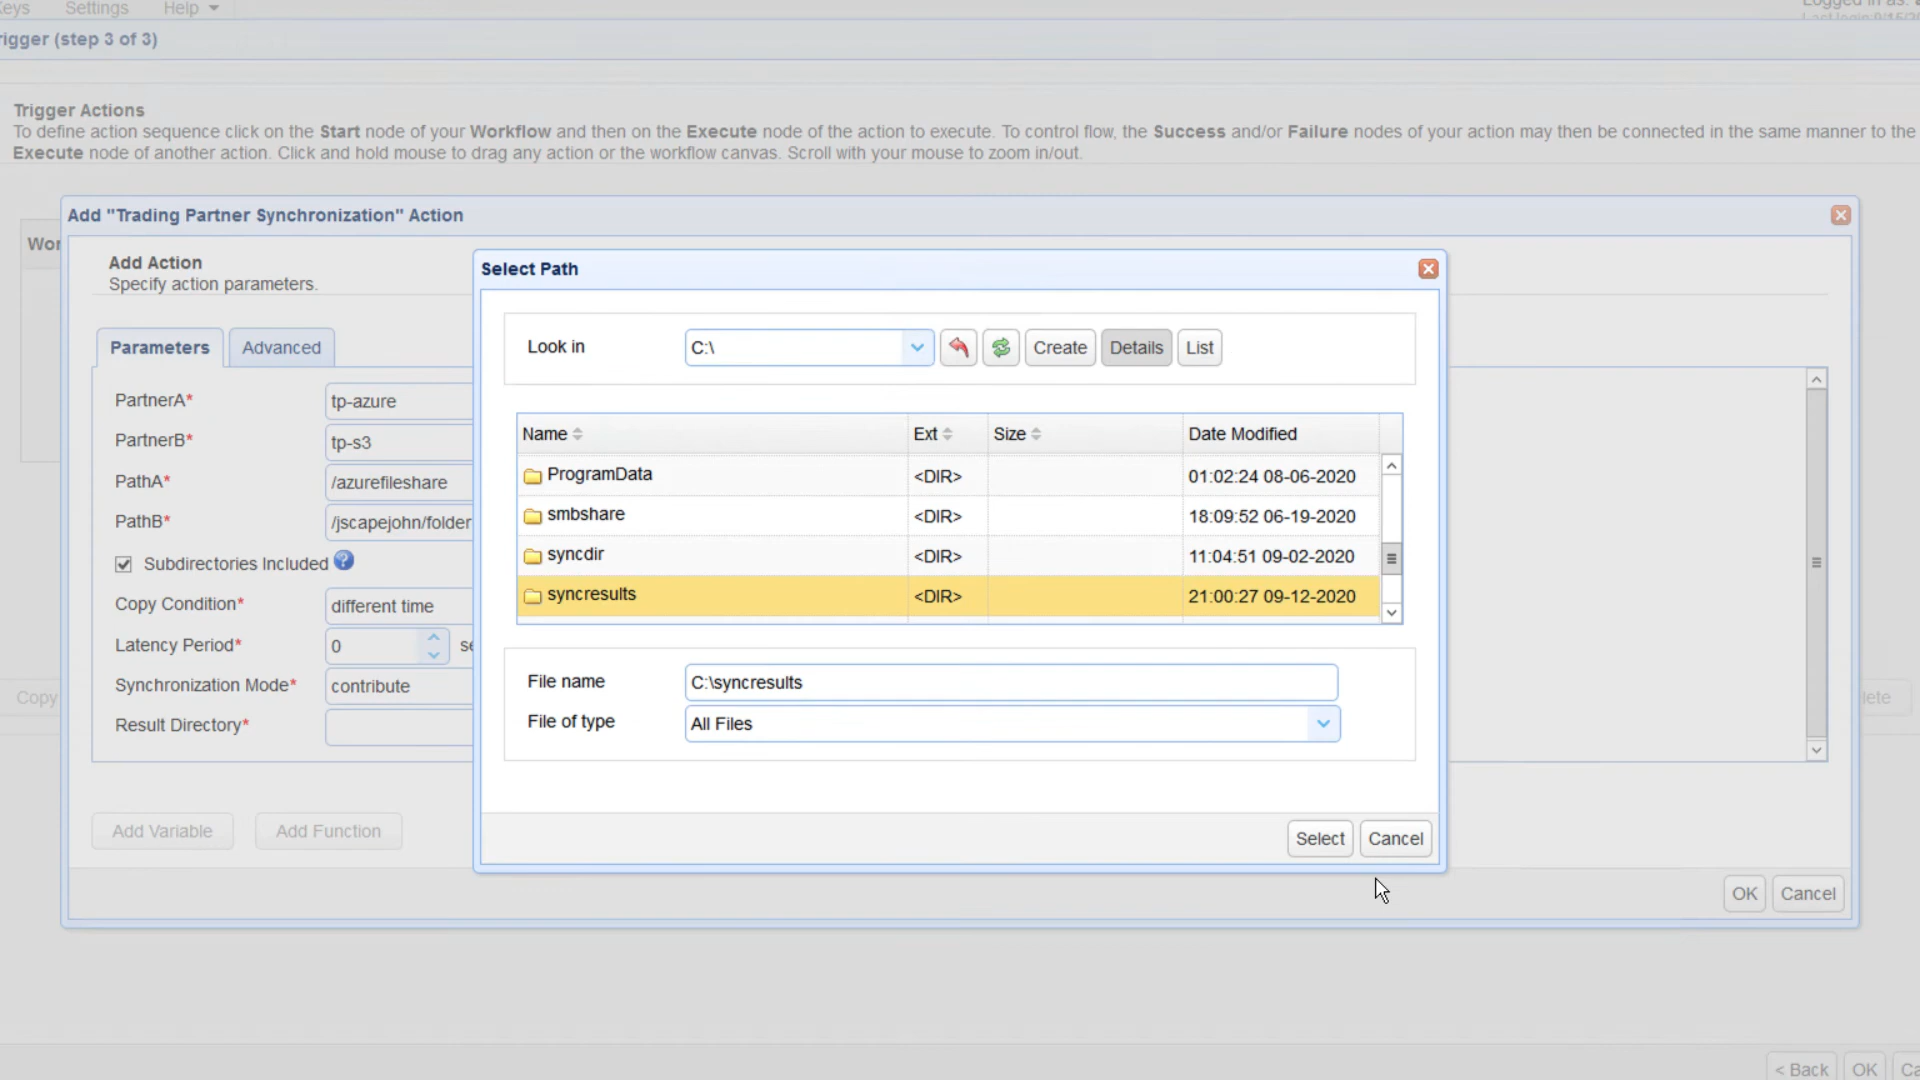 Keys Settings Help
Logged in as:
Trigger (step 3 of 3)
Trigger Actions
To define action sequence click on the Start node of your Workflow and then on the Execute node of the action to execute. To control flow, the Success and/or Failure nodes of your action may then be connected in the same manner to the
Execute node of another action. Click and hold mouse to drag any action or the workflow canvas. Scroll with your mouse to zoom in/out.
Add "Trading Partner Synchronization" Action
Wor
Add Action
Specify action parameters.
Parameters Advanced
PartnerA* tp-azure
PartnerB* tp-s3
PathA* /azurefileshare
PathB* /jscapejohn/folder
Subdirectories Included
Copy Condition* different time
Latency Period* 0 se
Synchronization Mode* contribute
Result Directory*
Add Variable Add Function
Select Path
Look in C:\ Create Details List
Name Ext Size Date Modified
ProgramData <DIR> 01:02:24 08-06-2020
smbshare <DIR> 18:09:52 06-19-2020
syncdir <DIR> 11:04:51 09-02-2020
syncresults <DIR> 21:00:27 09-12-2020
File name C:\syncresults
File of type All Files
Select Cancel
Copy
lete
OK Cancel
< Back OK Ca